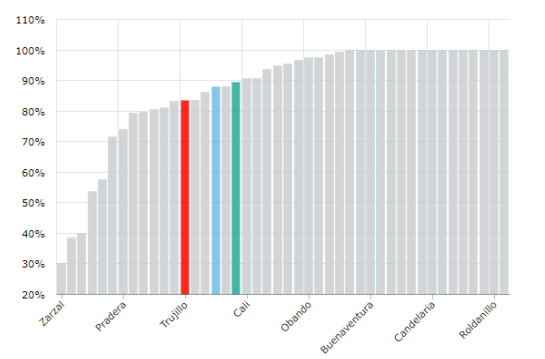 110%
100%
90%
80%
70%
60%
50%
40%
30%
20%
Zarzal
Pradera
Trujillo
Cali
Obando
Buenaventura
Candelaria
Roldanillo